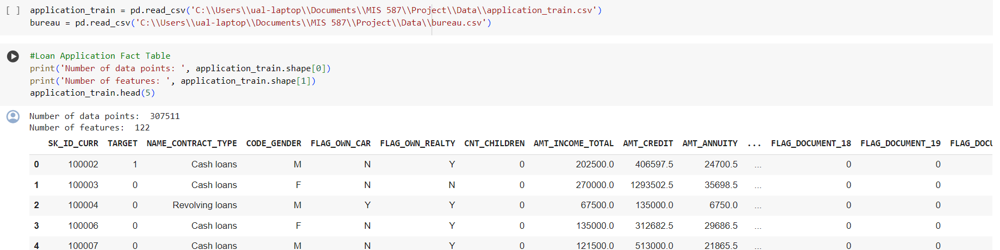 [ ] application_train = pd.read_csv('C:\\Users\\ual-laptop\\Documents\\MIS 587\\Project\\Data\\application_train.csv')
bureau = pd.read_csv('C:\\Users\\ual-laptop\\Documents\\MIS 587\\Project\\Data\\bureau.csv')
#Loan Application Fact Table
print('Number of data points: ', application_train.shape[0])
print('Number of features: ', application_train.shape[1])
application_train.head(5)
Number of data points:  307511
Number of features:  122
SK_ID_CURR TARGET NAME_CONTRACT_TYPE CODE_GENDER FLAG_OWN_CAR FLAG_OWN_REALTY CNT_CHILDREN AMT_INCOME_TOTAL AMT_CREDIT AMT_ANNUITY ... FLAG_DOCUMENT_18 FLAG_DOCUMENT_19 FLAG_DOCU
0 100002 1 Cash loans M N Y 0 202500.0 406597.5 24700.5 ... 0 0
1 100003 0 Cash loans F N N 0 270000.0 1293502.5 35698.5 ... 0 0
2 100004 0 Revolving loans M Y Y 0 67500.0 135000.0 6750.0 ... 0 0
3 100006 0 Cash loans F N Y 0 135000.0 312682.5 29686.5 ... 0 0
4 100007 0 Cash loans M N Y 0 121500.0 513000.0 21865.5 ... 0 0